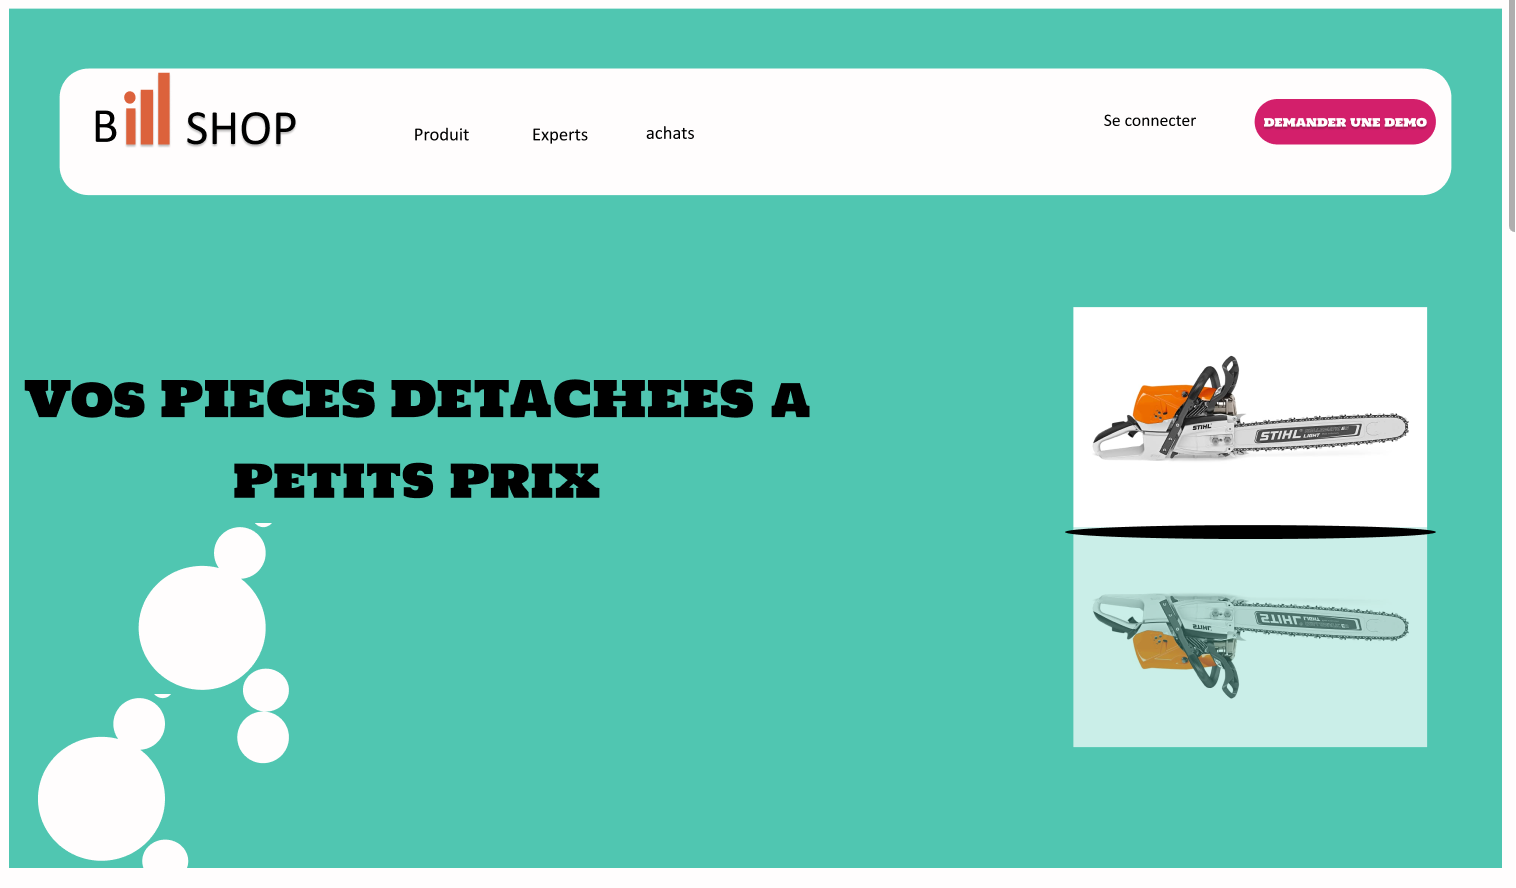 Bill SHOP
Produit
Experts
achats
Se connecter
DEMANDER UNE DEMO
VOS PIECES DETACHEES A
PETITS PRIX
STIHL
STIHL LIGHT
STIHL
STIHL LIGHT